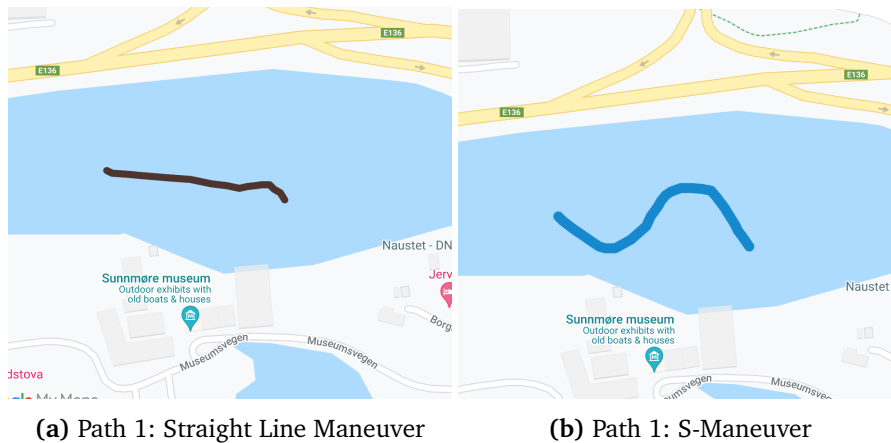 E136
E136
E136
Naustet - DN
Sunnmøre museum
Outdoor exhibits with
old boats & houses
Jerv
Borg
Museumsvegen
Museumsvegen
dstova
gle My Maps
(a) Path 1: Straight Line Maneuver
E136
E136
Naustet
Sunnmøre museum
Outdoor exhibits with
old boats & houses
Museumsvegen
Museumsvegen
(b) Path 1: S-Maneuver